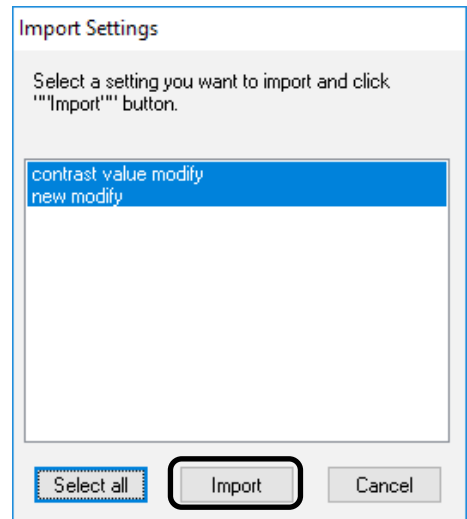 Import Settings
Select a setting you want to import and click
""Import"" button.
contrast value modify
new modify
Select all Import Cancel